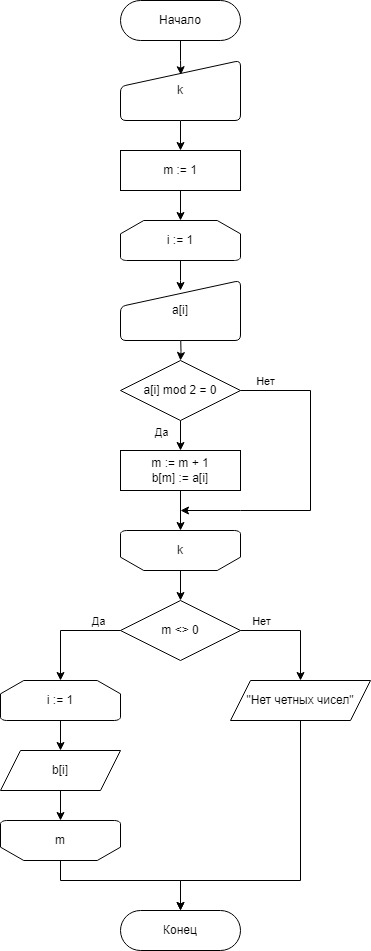 Начало
k
m := 1
i := 1
a[i]
a[i] mod 2 = 0
Нет
Да
m := m + 1
b[m] := a[i]
k
m <> 0
Да
Нет
i := 1
"Нет четных чисел"
b[i]
m
Конец